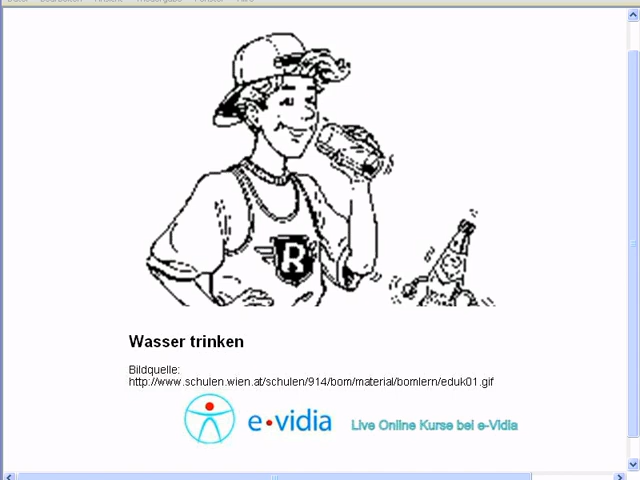 R
Wasser trinken
Bildquelle:
http://www.schulen.wien.at/schulen/914/bom/material/bomlern/eduk01.gif
e·vidia
Live Online Kurse bei e-Vidia